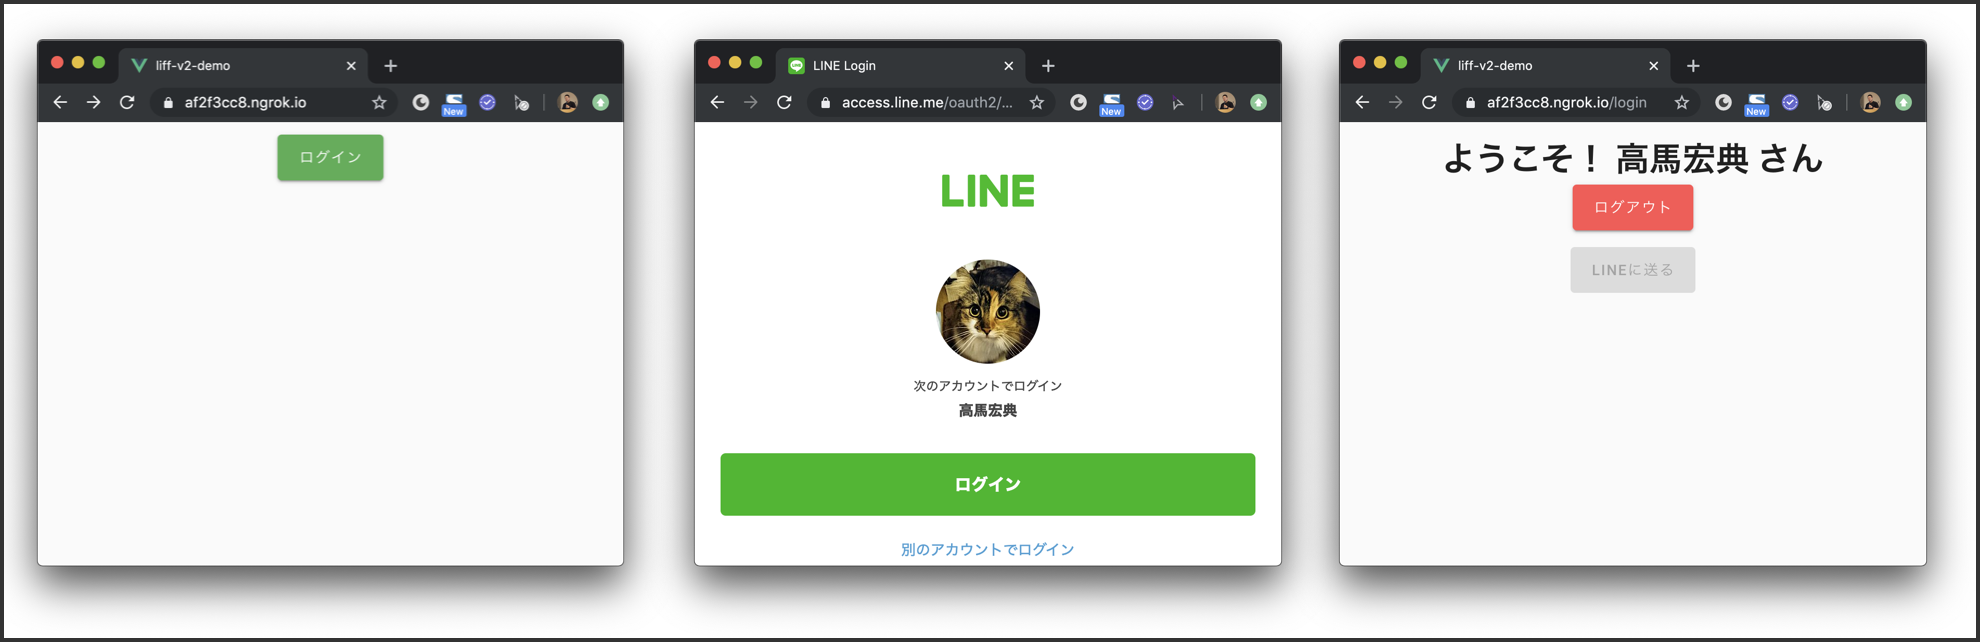 liff-v2-demo
af2f3cc8.ngrok.io
New
ログイン
LINE Login
access.line.me/oauth2/...
New
LINE
次のアカウントでログイン
高馬宏典
ログイン
別のアカウントでログイン
liff-v2-demo
af2f3cc8.ngrok.io/login
New
ようこそ！ 高馬宏典 さん
ログアウト
LINEに送る